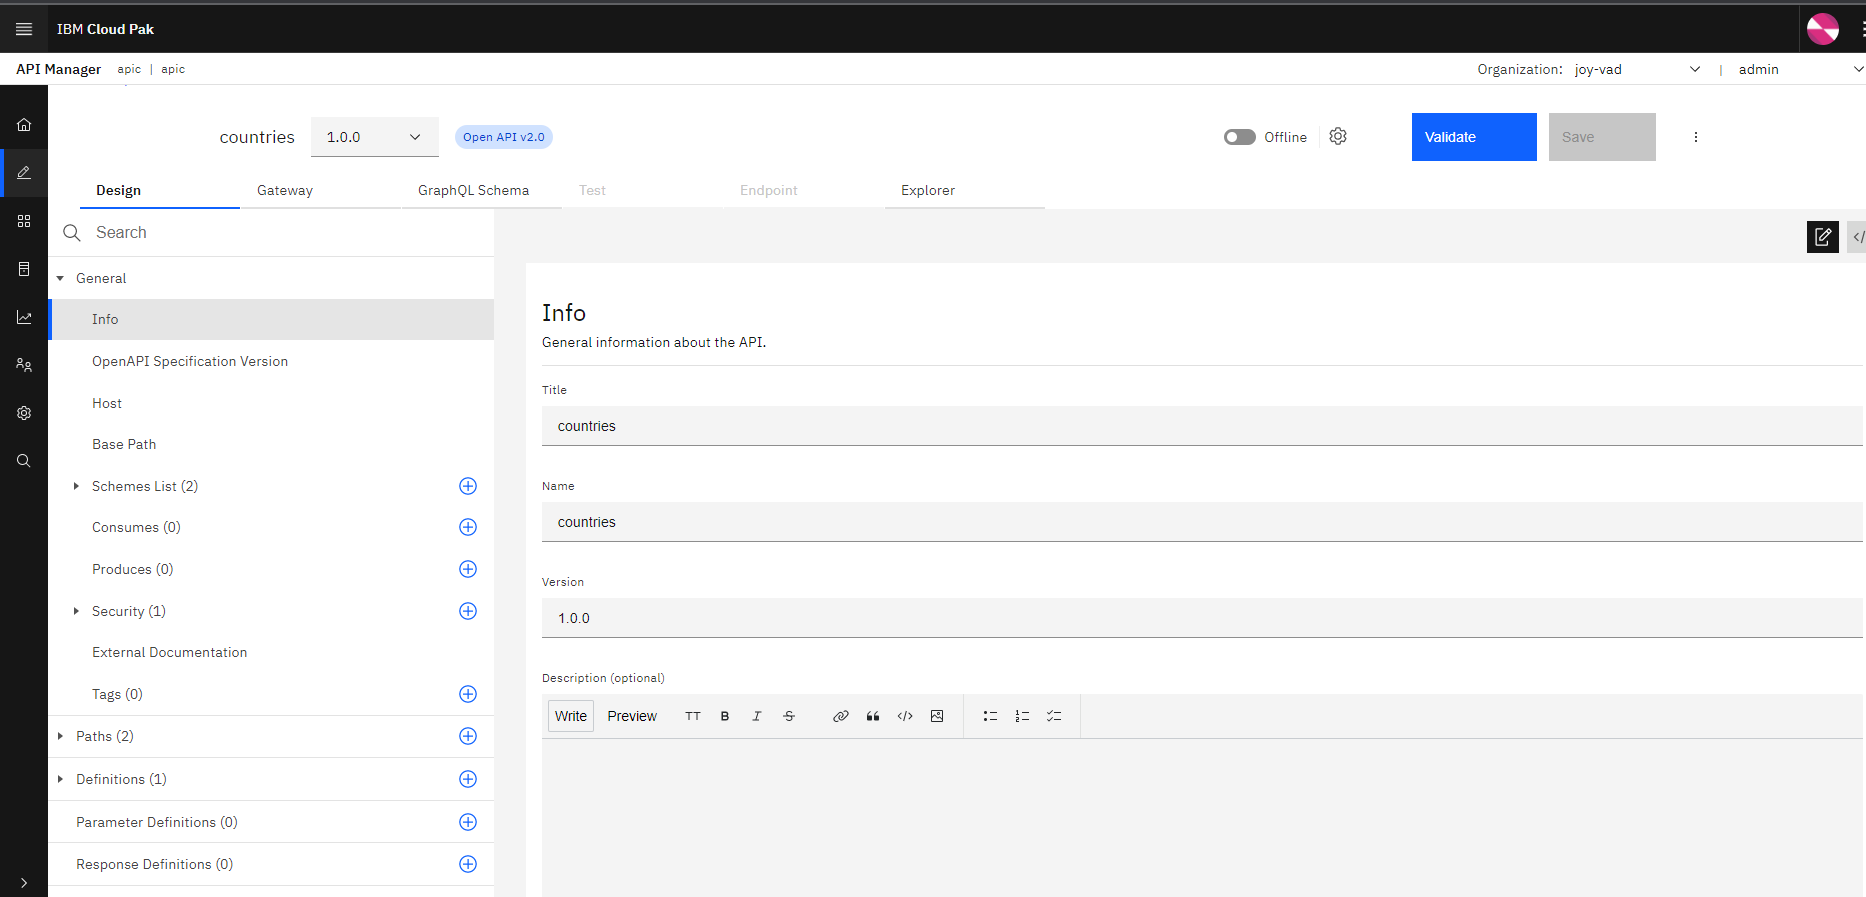 IBM Cloud Pak
API Manager apic | apic
Organization: joy-vad | admin
countries 1.0.0 Open API v2.0 Offline Validate Save
Design Gateway GraphQL Schema Test Endpoint Explorer
Search
General
Info
OpenAPI Specification Version
Host
Base Path
Schemes List (2)
Consumes (0)
Produces (0)
Security (1)
External Documentation
Tags (0)
Paths (2)
Definitions (1)
Parameter Definitions (0)
Response Definitions (0)
Info
General information about the API.
Title
countries
Name
countries
Version
1.0.0
Description (optional)
Write Preview TT B I S